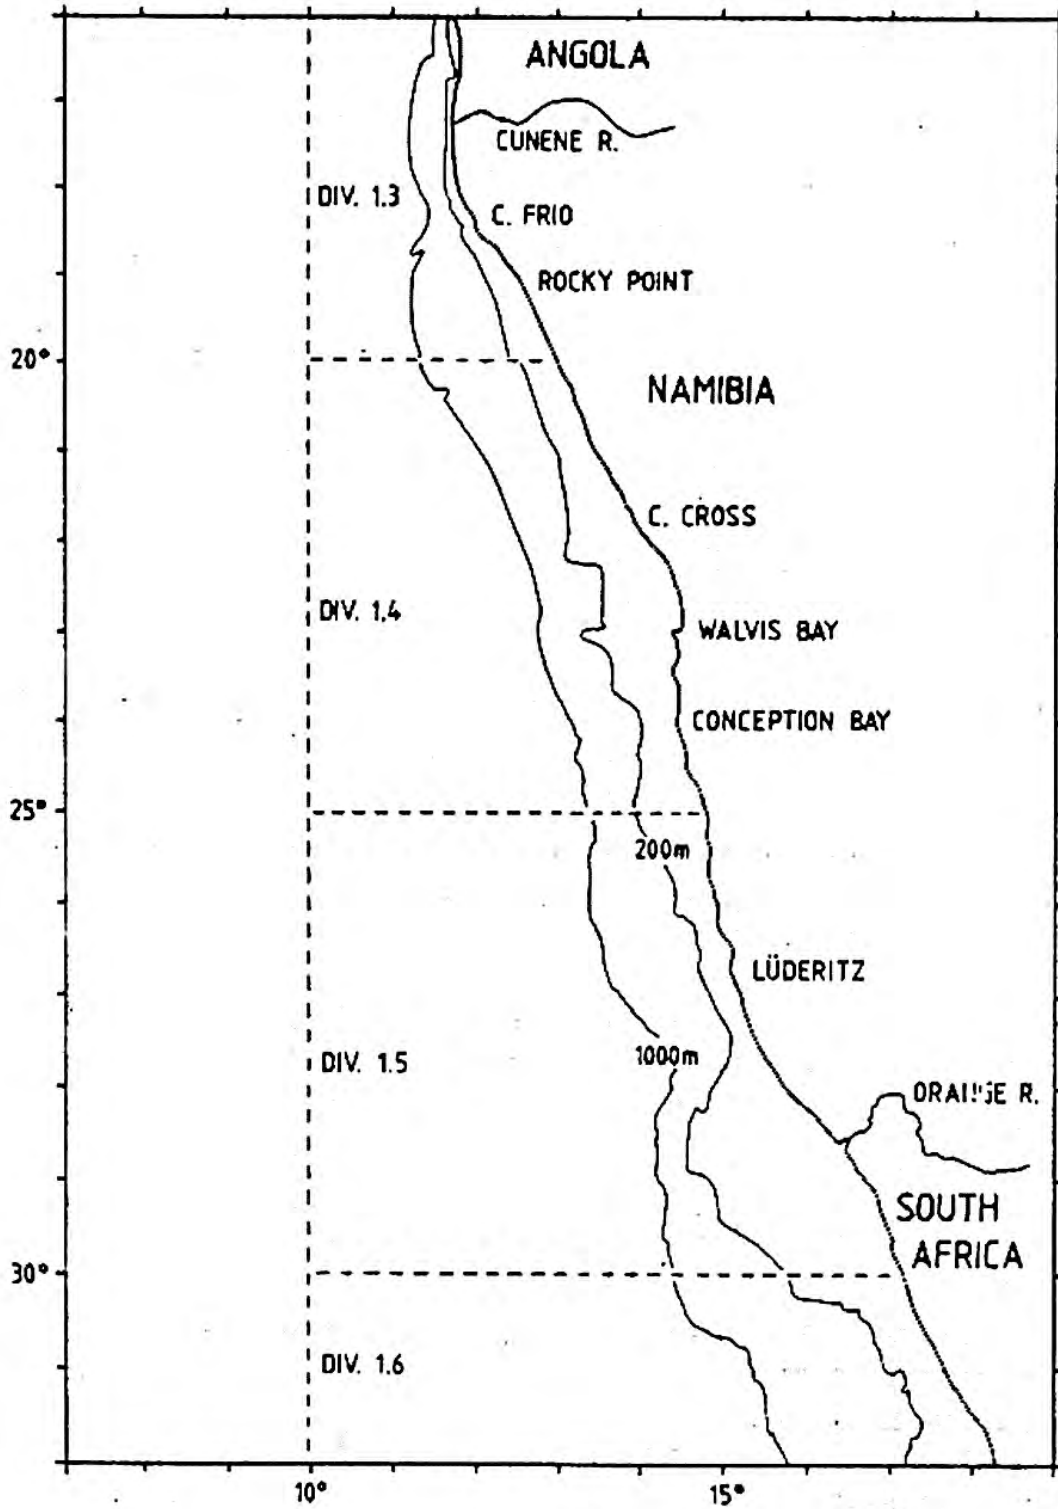 ANGOLA
CUNENE R.
DIV. 1.3
C. FRIO
ROCKY POINT
20°
NAMIBIA
C. CROSS
DIV. 1.4
WALVIS BAY
CONCEPTION BAY
25°
200m
LÜDERITZ
1000m
DIV. 1.5
ORANGE R.
SOUTH
AFRICA
30°
DIV. 1.6
10°
15°